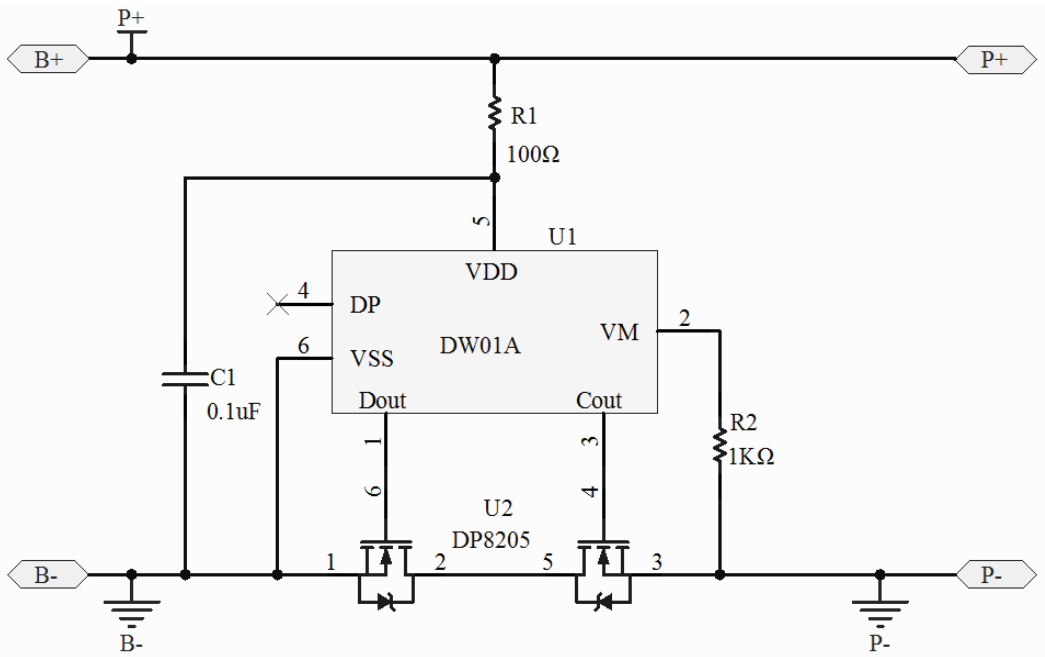 P+
B+
P+
R1
100Ω
5
U1
VDD
4
DP
2
VM
6
VSS
DW01A
C1
0.1uF
Dout
Cout
R2
1KΩ
1
3
6
4
U2
DP8205
B-
1
2
5
3
P-
B-
P-